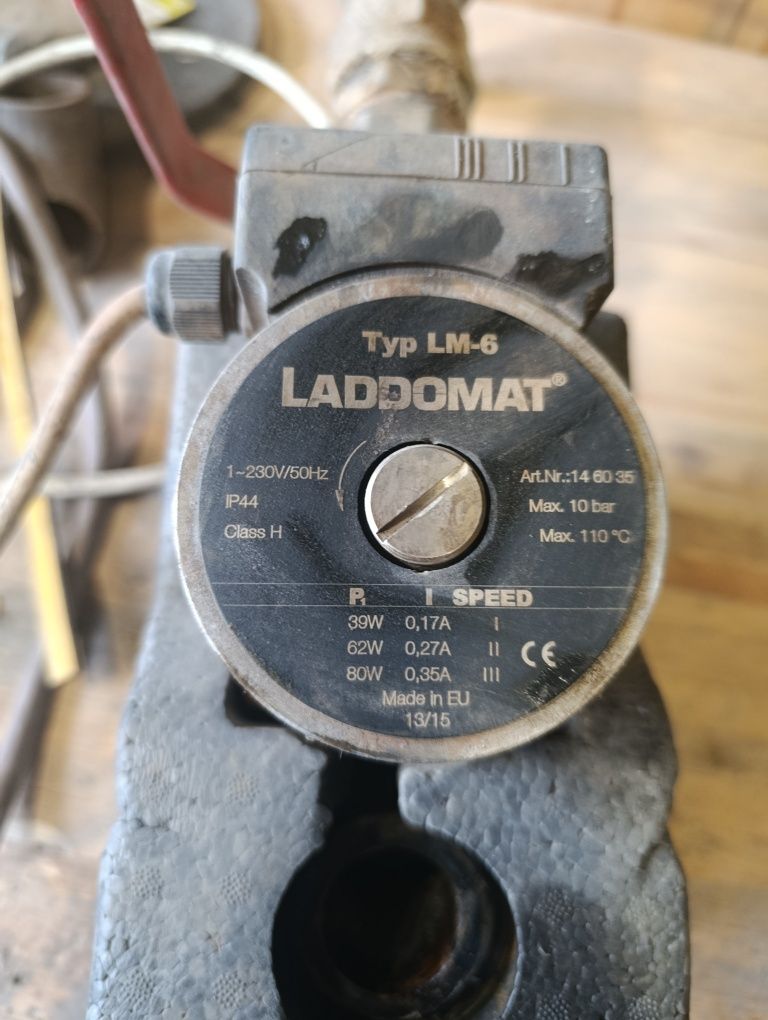 Typ LM-6
LADDOMAT®
1~230V/50Hz
IP44
Class H
Art.Nr.:14 60 35
Max. 10 bar
Max. 110 °C
P₁ I SPEED
39W 0,17A I
62W 0,27A II
80W 0,35A III
CE
Made in EU
13/15